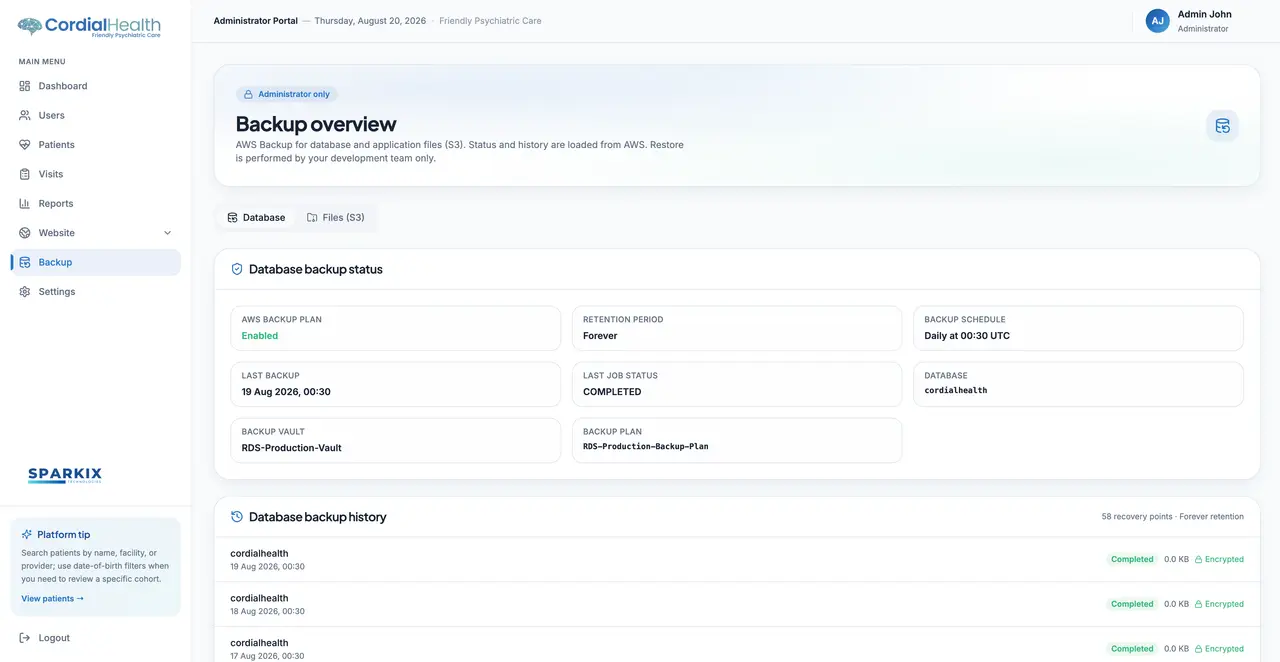 CordialHealth
Friendly Psychiatric Care
MAIN MENU
Dashboard
Users
Patients
Visits
Reports
Website
Backup
Settings
SPARKIX
TECHNOLOGIES
Platform tip
Search patients by name, facility, or
provider; use date-of-birth filters when
you need to review a specific cohort.
View patients →
Logout
Administrator Portal — Thursday, August 20, 2026 · Friendly Psychiatric Care
AJ
Admin John
Administrator
Administrator only
Backup overview
AWS Backup for database and application files (S3). Status and history are loaded from AWS. Restore
is performed by your development team only.
Database
Files (S3)
Database backup status
AWS BACKUP PLAN
Enabled
RETENTION PERIOD
Forever
BACKUP SCHEDULE
Daily at 00:30 UTC
LAST BACKUP
19 Aug 2026, 00:30
LAST JOB STATUS
COMPLETED
DATABASE
cordialhealth
BACKUP VAULT
RDS-Production-Vault
BACKUP PLAN
RDS-Production-Backup-Plan
Database backup history
58 recovery points · Forever retention
cordialhealth
19 Aug 2026, 00:30
Completed 0.0 KB Encrypted
cordialhealth
18 Aug 2026, 00:30
Completed 0.0 KB Encrypted
cordialhealth
17 Aug 2026, 00:30
Completed 0.0 KB Encrypted